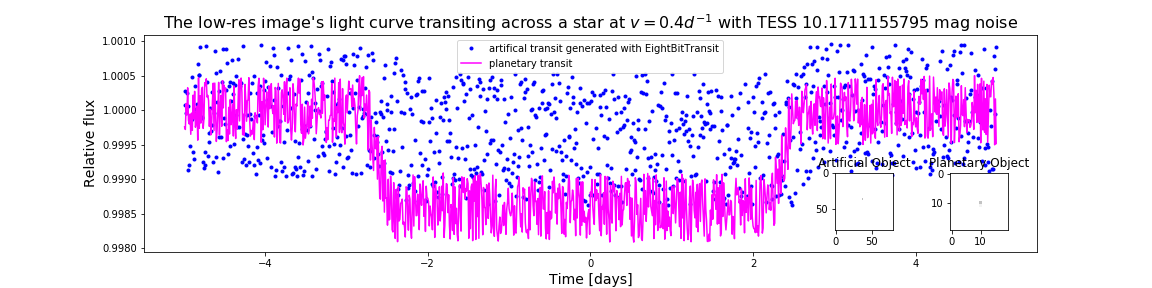 The low-res image's light curve transiting across a star at v = 0.4d⁻¹ with TESS 10.1711155795 mag noise
artifical transit generated with EightBitTransit
planetary transit
Relative flux
1.0010
1.0005
1.0000
0.9995
0.9990
0.9985
0.9980
−4
−2
0
2
4
Time [days]
Artificial Object
0
50
0
50
Planetary Object
0
10
0
10